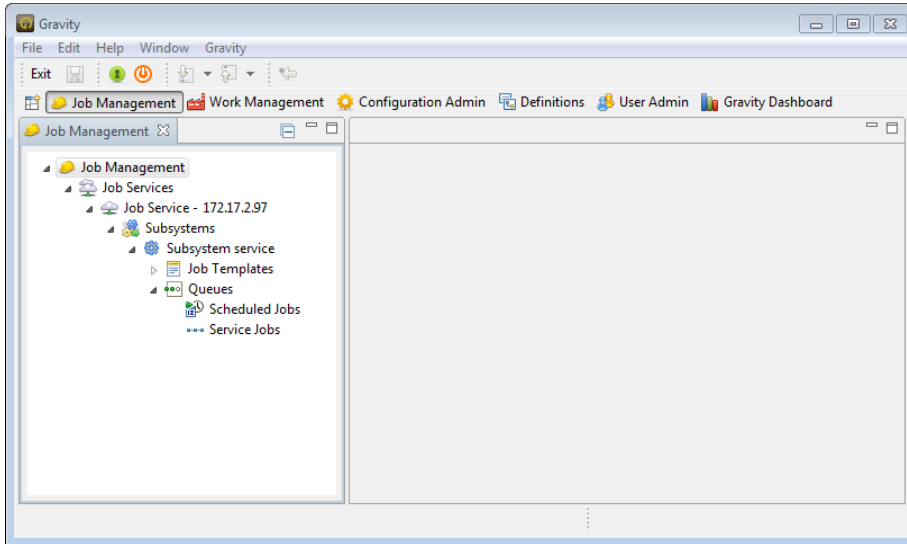 Gravity
File Edit Help Window Gravity
Exit
Job Management Work Management Configuration Admin Definitions User Admin Gravity Dashboard
Job Management
Job Management
Job Services
Job Service - 172.17.2.97
Subsystems
Subsystem service
Job Templates
Queues
Scheduled Jobs
Service Jobs